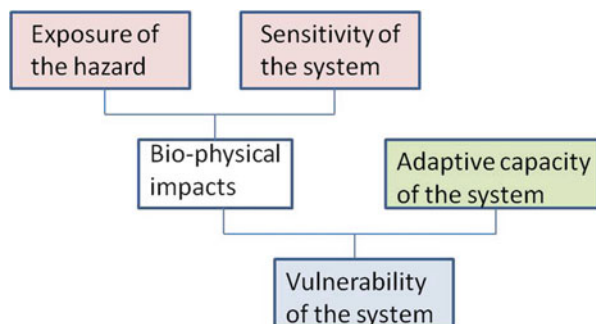 Exposure of
the hazard
Sensitivity of
the system
Bio-physical
impacts
Adaptive capacity
of the system
Vulnerability
of the system